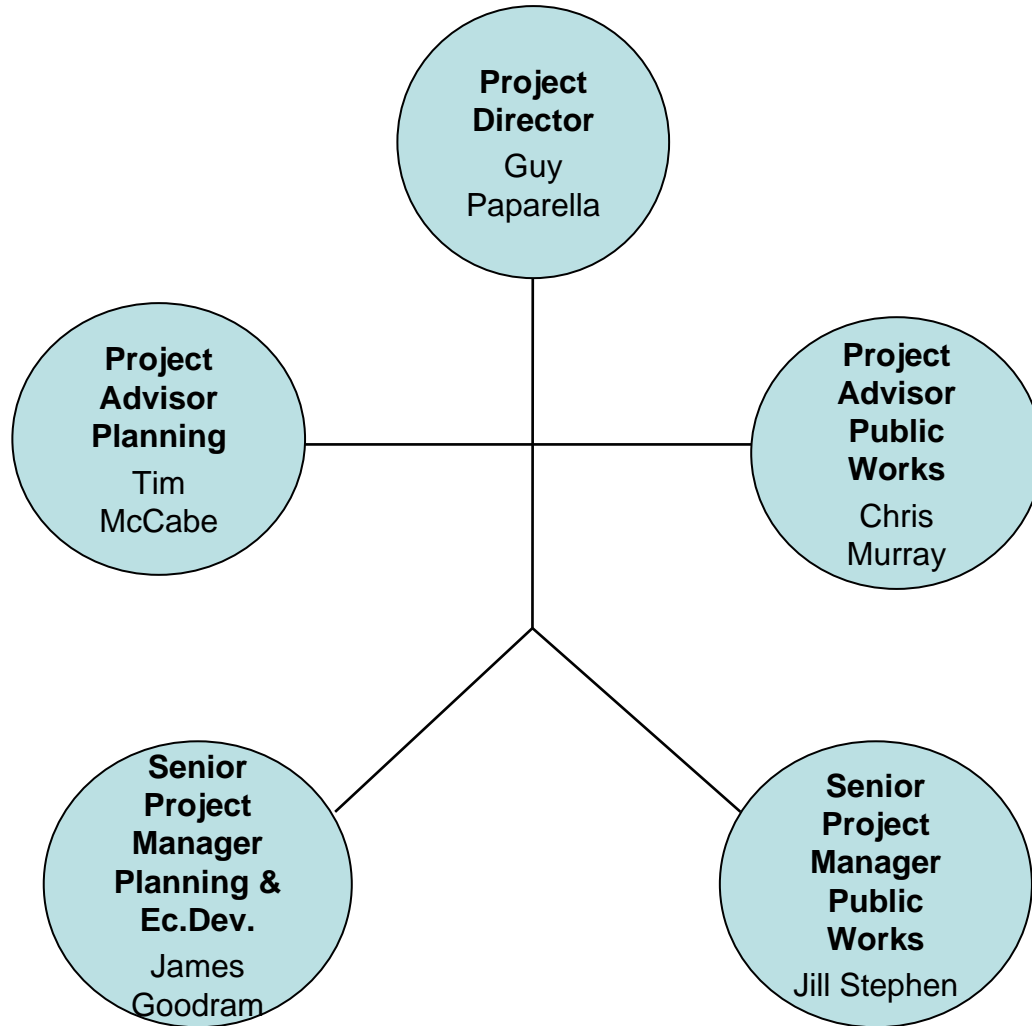 Project
Director
Guy
Paparella
Project
Advisor
Planning
Tim
McCabe
Project
Advisor
Public
Works
Chris
Murray
Senior
Project
Manager
Planning &
Ec.Dev.
James
Goodram
Senior
Project
Manager
Public
Works
Jill Stephen